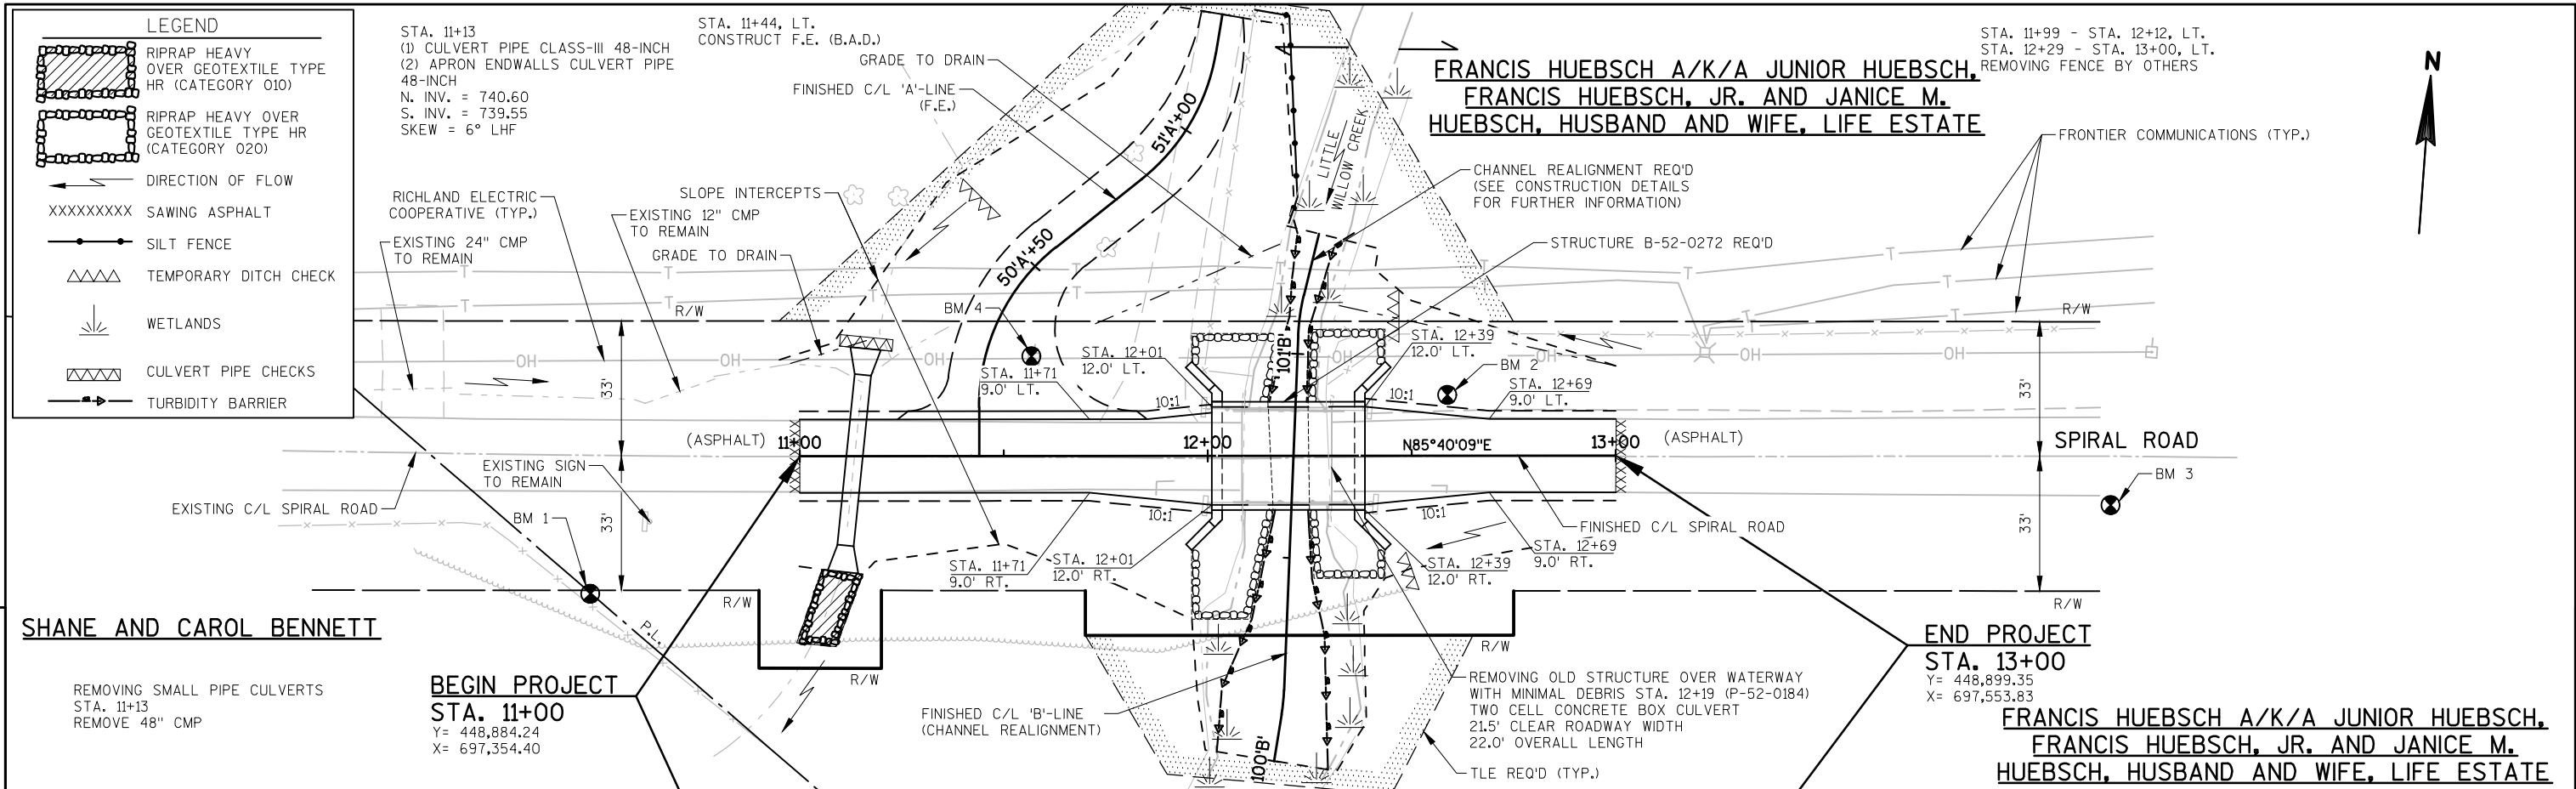 LEGEND
RIPRAP HEAVY
OVER GEOTEXTILE TYPE
HR (CATEGORY 010)
RIPRAP HEAVY OVER
GEOTEXTILE TYPE HR
(CATEGORY 020)
DIRECTION OF FLOW
XXXXXXXXX SAWING ASPHALT
SILT FENCE
TEMPORARY DITCH CHECK
WETLANDS
CULVERT PIPE CHECKS
TURBIDITY BARRIER
STA. 11+13
(1) CULVERT PIPE CLASS-III 48-INCH
(2) APRON ENDWALLS CULVERT PIPE
48-INCH
N. INV. = 740.60
S. INV. = 739.55
SKEW = 6° LHF
STA. 11+44, LT.
CONSTRUCT F.E. (B.A.D.)
GRADE TO DRAIN
FINISHED C/L 'A'-LINE
(F.E.)
51'A'+00
50'A'+50
LITTLE
WILLOW CREEK
FRANCIS HUEBSCH A/K/A JUNIOR HUEBSCH,
FRANCIS HUEBSCH, JR. AND JANICE M.
HUEBSCH, HUSBAND AND WIFE, LIFE ESTATE
STA. 11+99 - STA. 12+12, LT.
STA. 12+29 - STA. 13+00, LT.
REMOVING FENCE BY OTHERS
N
FRONTIER COMMUNICATIONS (TYP.)
CHANNEL REALIGNMENT REQ'D
(SEE CONSTRUCTION DETAILS
FOR FURTHER INFORMATION)
STRUCTURE B-52-0272 REQ'D
RICHLAND ELECTRIC
COOPERATIVE (TYP.)
EXISTING 24" CMP
TO REMAIN
SLOPE INTERCEPTS
EXISTING 12" CMP
TO REMAIN
GRADE TO DRAIN
T T T T T T T T T T T
R/W
R/W
BM 4
OH OH OH OH OH OH OH
33'
33'
STA. 12+01
12.0' LT.
STA. 11+71
9.0' LT.
101'B'
STA. 12+39
12.0' LT.
BM 2
STA. 12+69
9.0' LT.
10:1
10:1
(ASPHALT)
11+00
12+00
N85°40'09"E
13+00
(ASPHALT)
SPIRAL ROAD
EXISTING SIGN
TO REMAIN
EXISTING C/L SPIRAL ROAD
BM 1
BM 3
33'
33'
10:1
10:1
FINISHED C/L SPIRAL ROAD
STA. 11+71
9.0' RT.
STA. 12+01
12.0' RT.
STA. 12+39
12.0' RT.
STA. 12+69
9.0' RT.
R/W
R/W
P.L.
R/W
R/W
SHANE AND CAROL BENNETT
REMOVING SMALL PIPE CULVERTS
STA. 11+13
REMOVE 48" CMP
BEGIN PROJECT
STA. 11+00
Y= 448,884.24
X= 697,354.40
FINISHED C/L 'B'-LINE
(CHANNEL REALIGNMENT)
100'B'
REMOVING OLD STRUCTURE OVER WATERWAY
WITH MINIMAL DEBRIS STA. 12+19 (P-52-0184)
TWO CELL CONCRETE BOX CULVERT
21.5' CLEAR ROADWAY WIDTH
22.0' OVERALL LENGTH
TLE REQ'D (TYP.)
END PROJECT
STA. 13+00
Y= 448,899.35
X= 697,553.83
FRANCIS HUEBSCH A/K/A JUNIOR HUEBSCH,
FRANCIS HUEBSCH, JR. AND JANICE M.
HUEBSCH, HUSBAND AND WIFE, LIFE ESTATE